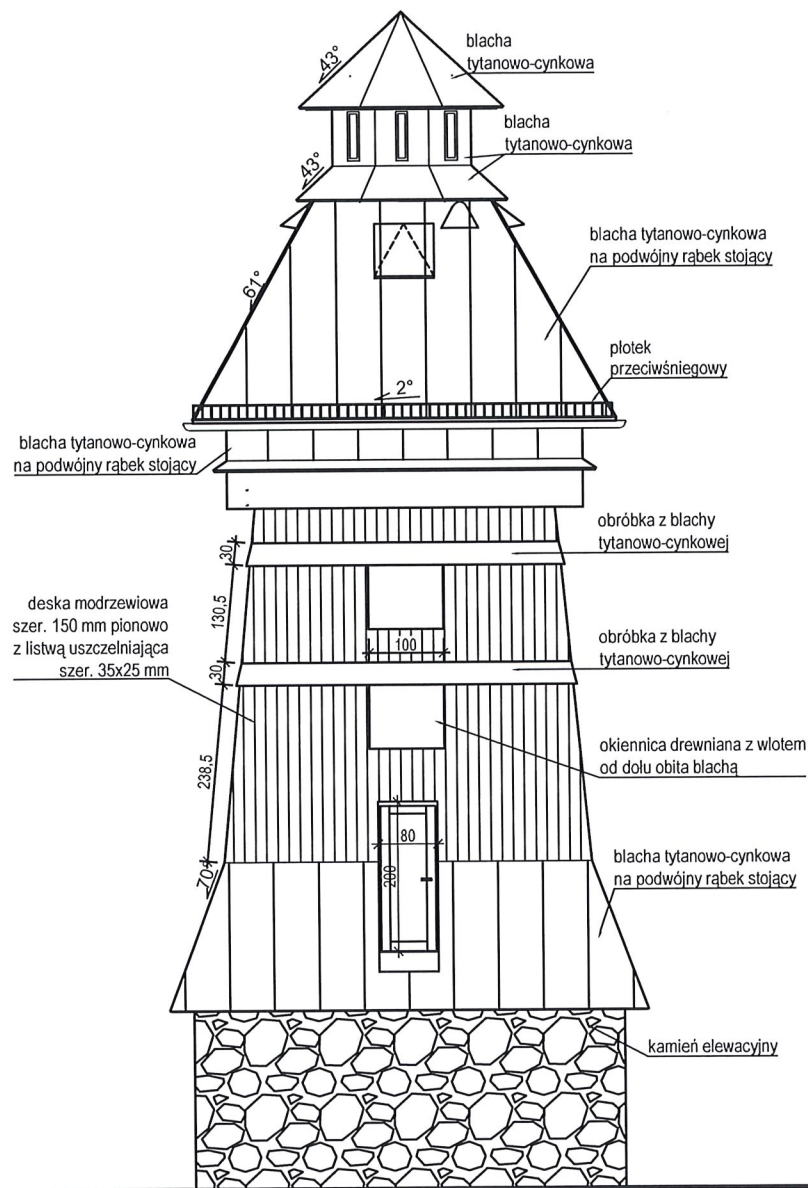 43°
blacha
tytanowo-cynkowa
blacha
tytanowo-cynkowa
43°
blacha tytanowo-cynkowa
na podwójny rąbek stojący
61°
płotek
przeciwśniegowy
2°
blacha tytanowo-cynkowa
na podwójny rąbek stojący
obróbka z blachy
tytanowo-cynkowej
30
deska modrzewiowa
szer. 150 mm pionowo
z listwą uszczelniająca
szer. 35x25 mm
130,5
100
obróbka z blachy
tytanowo-cynkowej
30
okiennica drewniana z wlotem
od dołu obita blachą
238,5
80
200
70°
blacha tytanowo-cynkowa
na podwójny rąbek stojący
kamień elewacyjny